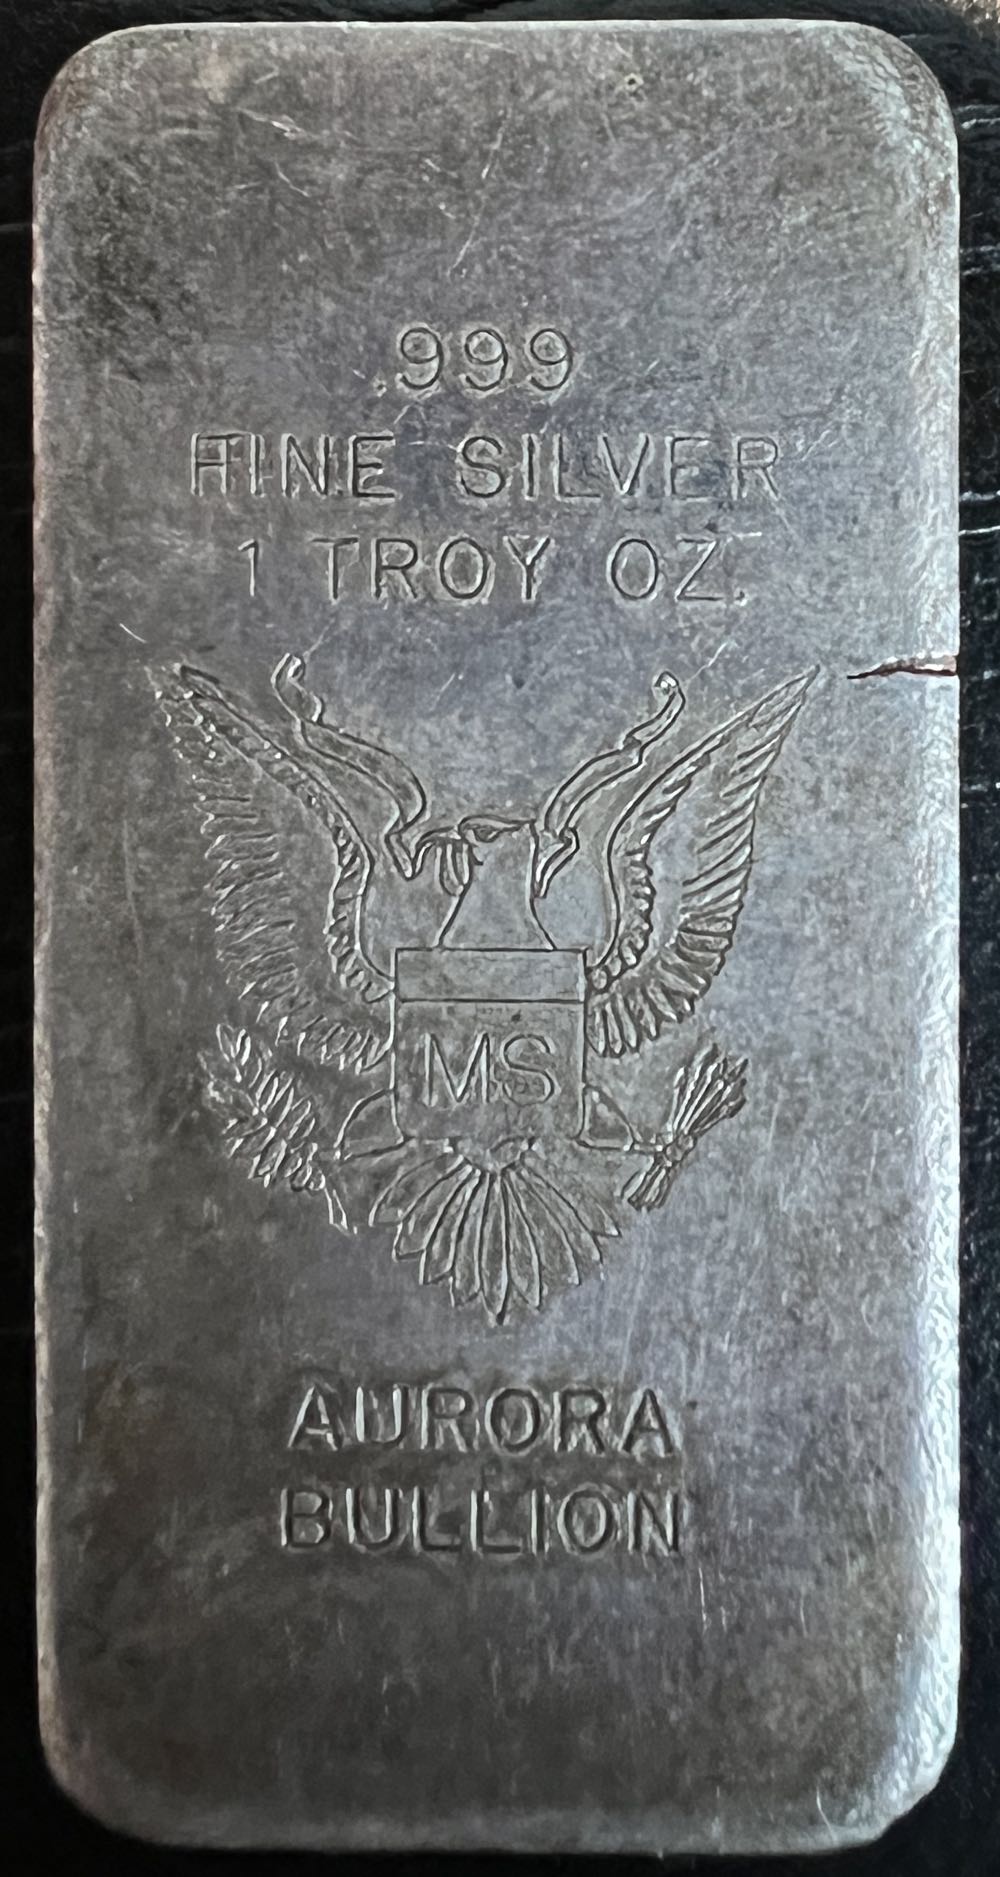 .999
FINE SILVER
1 TROY OZ.
MS
AURORA
BULLION